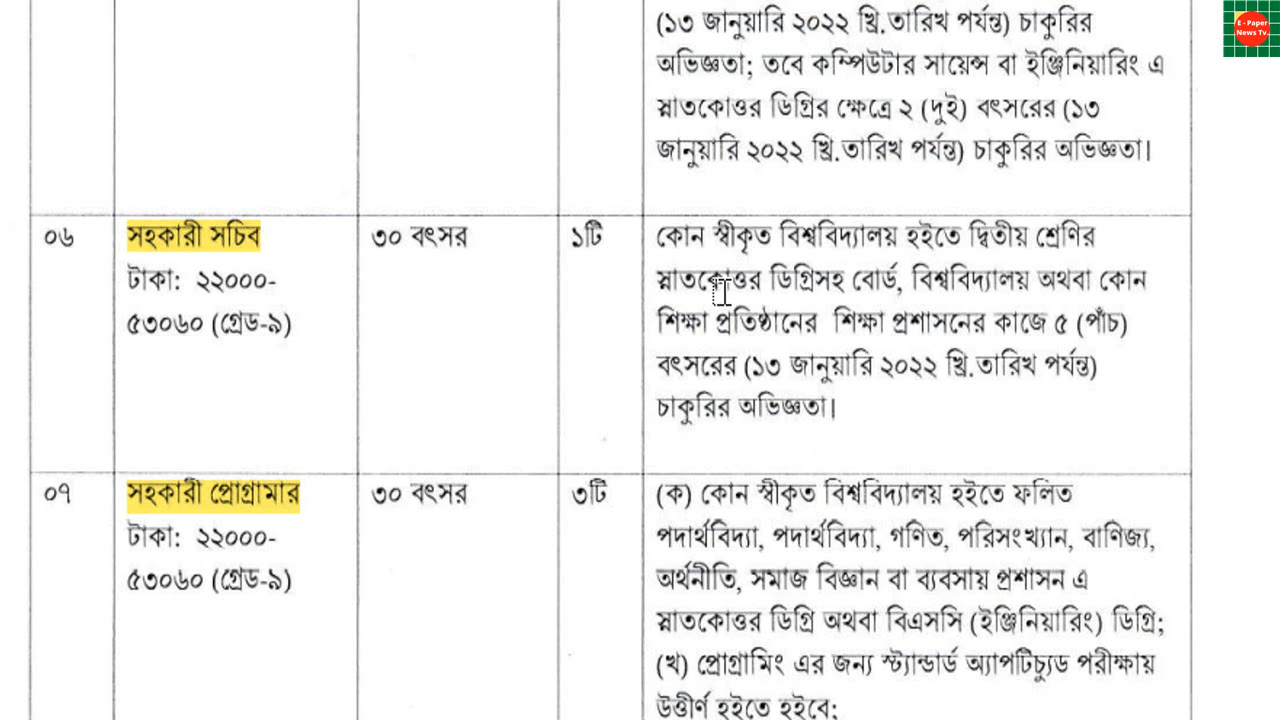 E - Paper
News Tv.
(১৩ জানুয়ারি ২০২২ খ্রি.তারিখ পর্যন্ত) চাকুরির
অভিজ্ঞতা; তবে কম্পিউটার সায়েন্স বা ইঞ্জিনিয়ারিং এ
স্নাতকোত্তর ডিগ্রির ক্ষেত্রে ২ (দুই) বৎসরের (১৩
জানুয়ারি ২০২২ খ্রি.তারিখ পর্যন্ত) চাকুরির অভিজ্ঞতা।
০৬
সহকারী সচিব
টাকা: ২২০০০-
৫৩০৬০ (গ্রেড-৯)
৩০ বৎসর
১টি
কোন স্বীকৃত বিশ্ববিদ্যালয় হইতে দ্বিতীয় শ্রেণির
স্নাতকোত্তর ডিগ্রিসহ বোর্ড, বিশ্ববিদ্যালয় অথবা কোন
শিক্ষা প্রতিষ্ঠানের শিক্ষা প্রশাসনের কাজে ৫ (পাঁচ)
বৎসরের (১৩ জানুয়ারি ২০২২ খ্রি.তারিখ পর্যন্ত)
চাকুরির অভিজ্ঞতা।
০৭
সহকারী প্রোগ্রামার
টাকা: ২২০০০-
৫৩০৬০ (গ্রেড-৯)
৩০ বৎসর
৩টি
(ক) কোন স্বীকৃত বিশ্ববিদ্যালয় হইতে ফলিত
পদার্থবিদ্যা, পদার্থবিদ্যা, গণিত, পরিসংখ্যান, বাণিজ্য,
অর্থনীতি, সমাজ বিজ্ঞান বা ব্যবসায় প্রশাসন এ
স্নাতকোত্তর ডিগ্রি অথবা বিএসসি (ইঞ্জিনিয়ারিং) ডিগ্রি;
(খ) প্রোগ্রামিং এর জন্য স্ট্যান্ডার্ড অ্যাপটিচ্যুড পরীক্ষায়
উত্তীর্ণ হইতে হইবে;